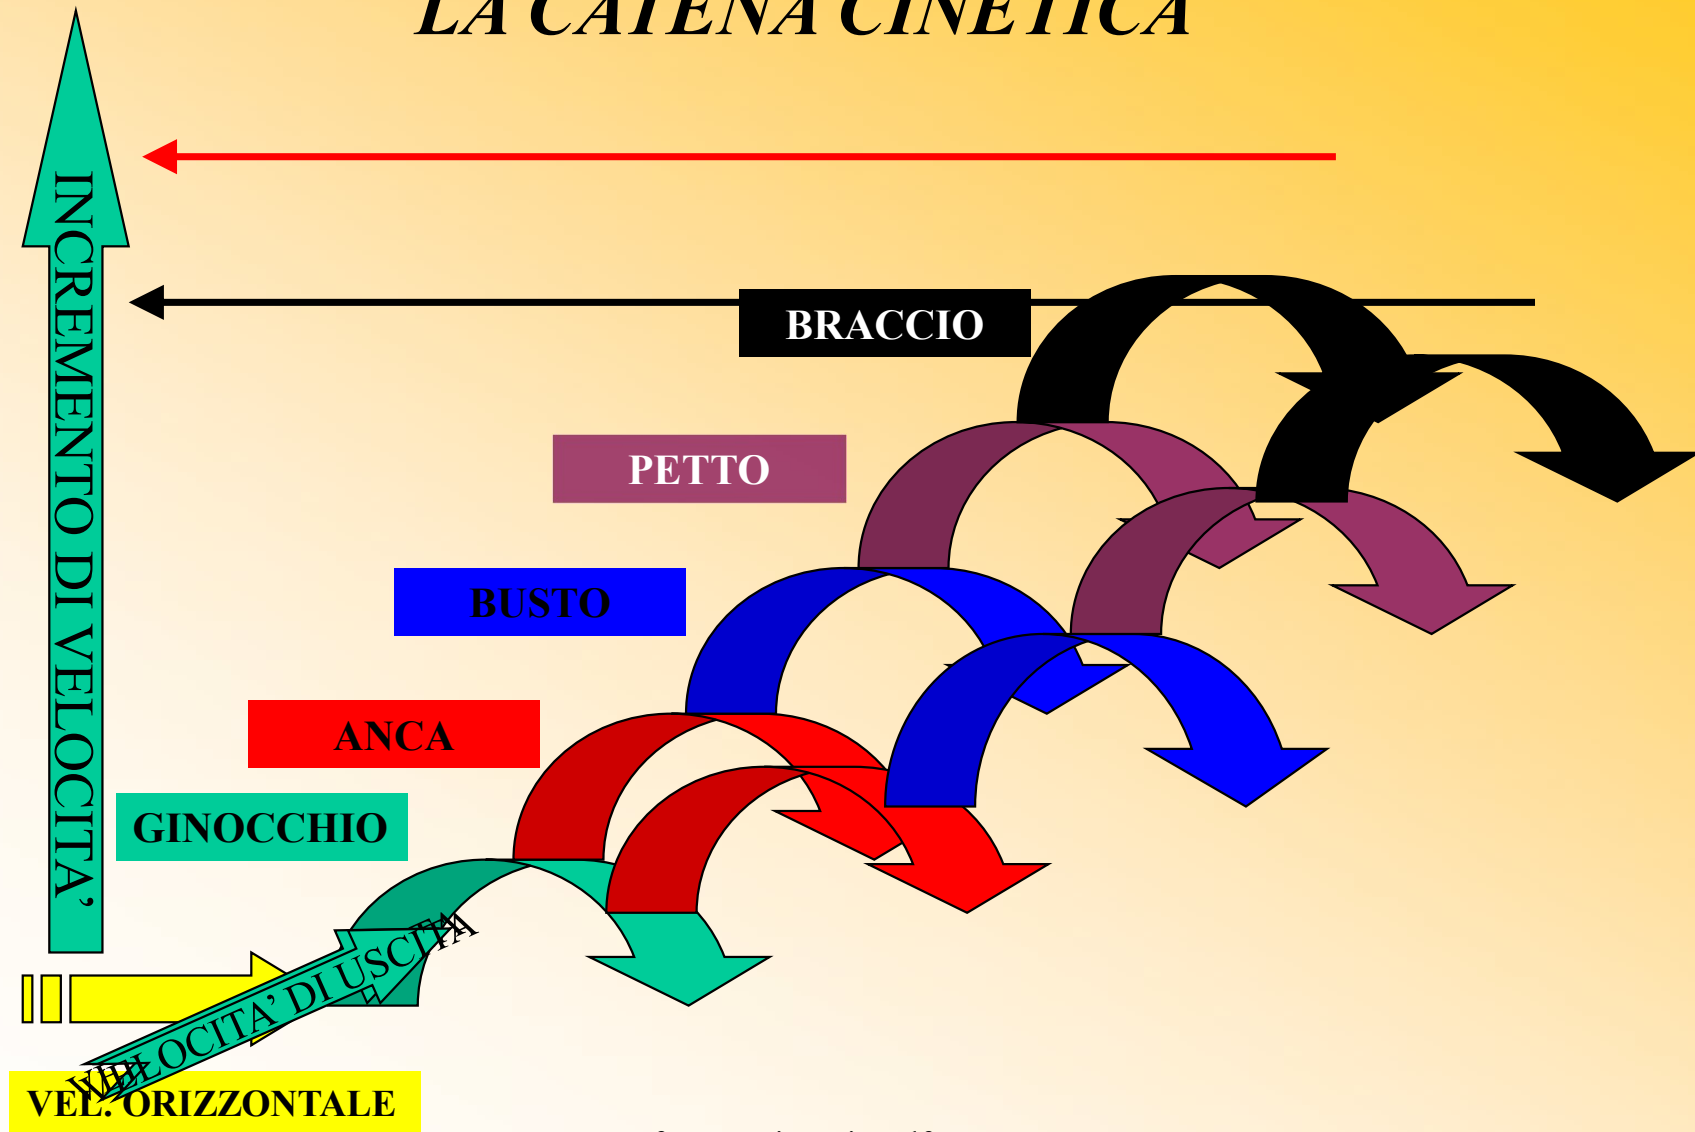 LA CATENA CINETICA
INCREMENTO DI VELOCITA’
BRACCIO
PETTO
BUSTO
ANCA
GINOCCHIO
VELOCITA’ DI USCITA
VEL. ORIZZONTALE